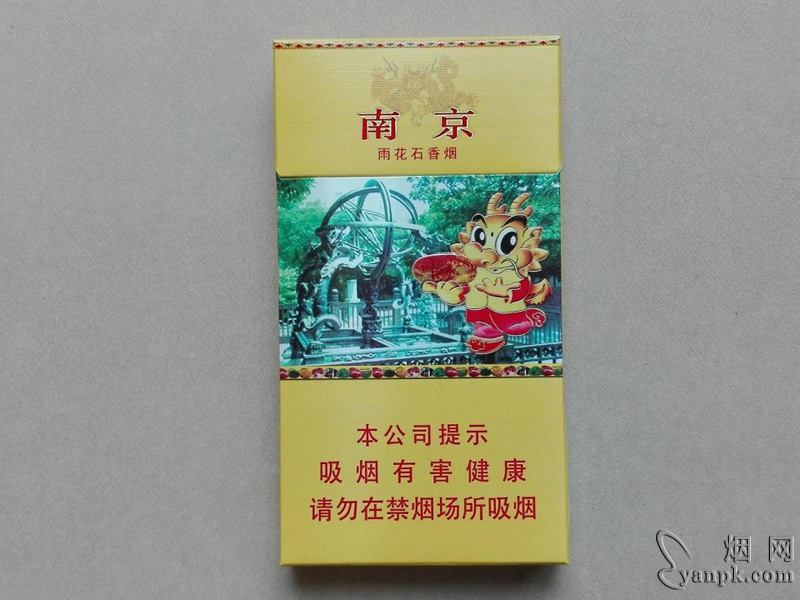 南京
雨花石香烟
本公司提示
吸烟有害健康
请勿在禁烟场所吸烟
烟网
yanpk.com